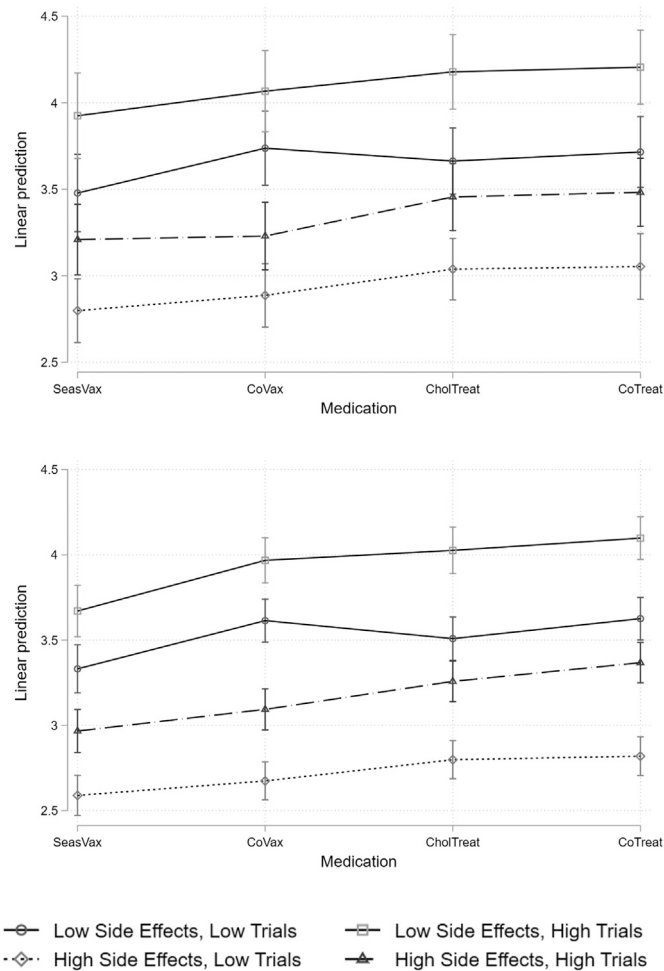 4.5
4
3.5
3
2.5
Linear prediction
SeasVax CoVax CholTreat CoTreat
Medication
4.5
4
3.5
3
2.5
Linear prediction
SeasVax CoVax CholTreat CoTreat
Medication
Low Side Effects, Low Trials Low Side Effects, High Trials
High Side Effects, Low Trials High Side Effects, High Trials